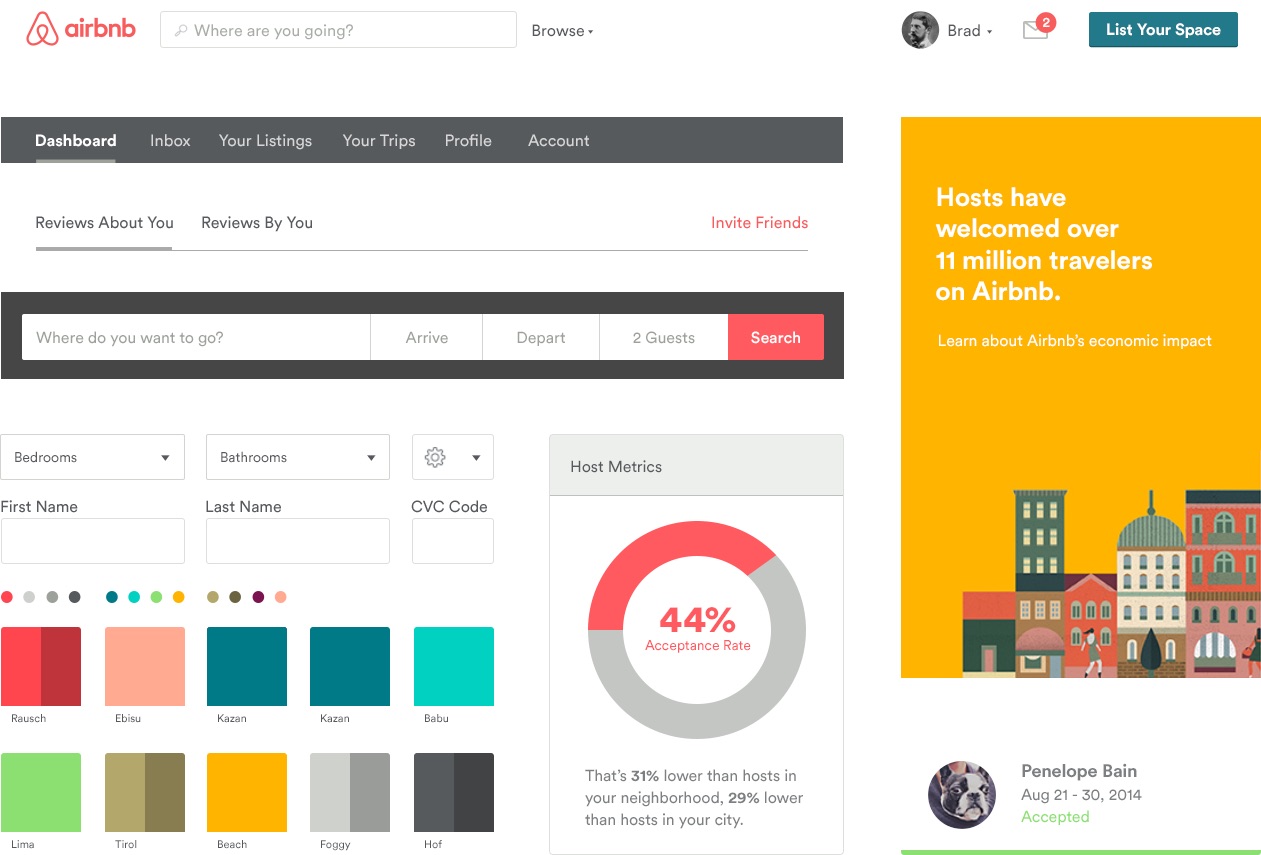 airbnb
Where are you going?
Browse
Brad
2
List Your Space
Dashboard
Inbox
Your Listings
Your Trips
Profile
Account
Reviews About You
Reviews By You
Invite Friends
Where do you want to go?
Arrive
Depart
2 Guests
Search
Bedrooms
Bathrooms
First Name
Last Name
CVC Code
Rausch
Ebisu
Kazan
Kazan
Babu
Lima
Tirol
Beach
Foggy
Hof
Host Metrics
44%
Acceptance Rate
That's 31% lower than hosts in
your neighborhood, 29% lower
than hosts in your city.
Hosts have
welcomed over
11 million travelers
on Airbnb.
Learn about Airbnb's economic impact
Penelope Bain
Aug 21 - 30, 2014
Accepted